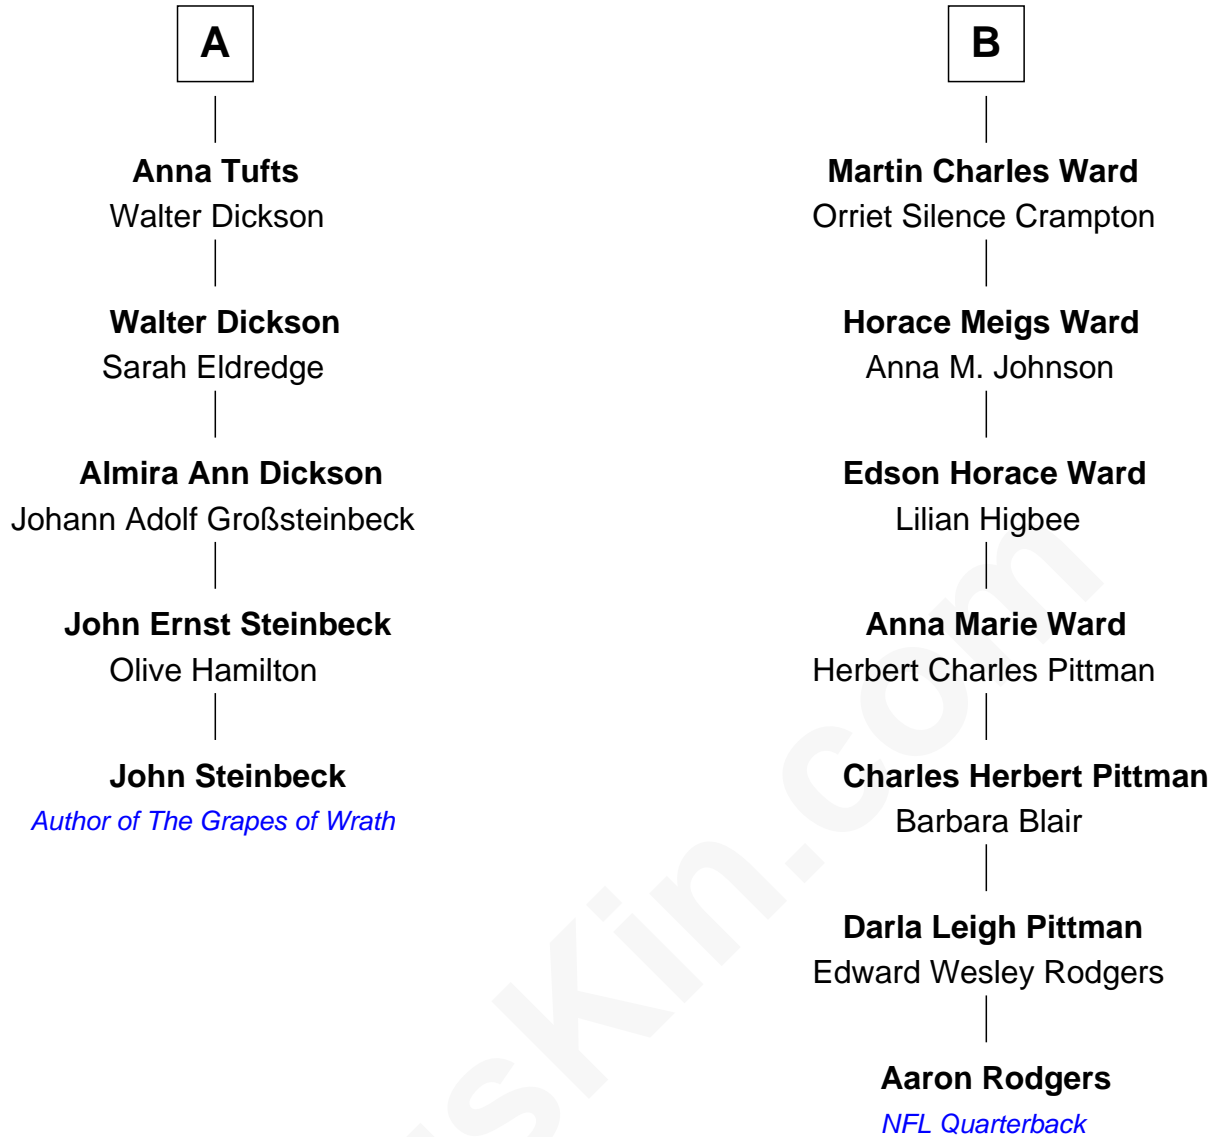 A
Anna Tufts
Walter Dickson
Walter Dickson
Sarah Eldredge
Almira Ann Dickson
Johann Adolf Großsteinbeck
John Ernst Steinbeck
Olive Hamilton
John Steinbeck
Author of The Grapes of Wrath
B
Martin Charles Ward
Orriet Silence Crampton
Horace Meigs Ward
Anna M. Johnson
Edson Horace Ward
Lilian Higbee
Anna Marie Ward
Herbert Charles Pittman
Charles Herbert Pittman
Barbara Blair
Darla Leigh Pittman
Edward Wesley Rodgers
Aaron Rodgers
NFL Quarterback